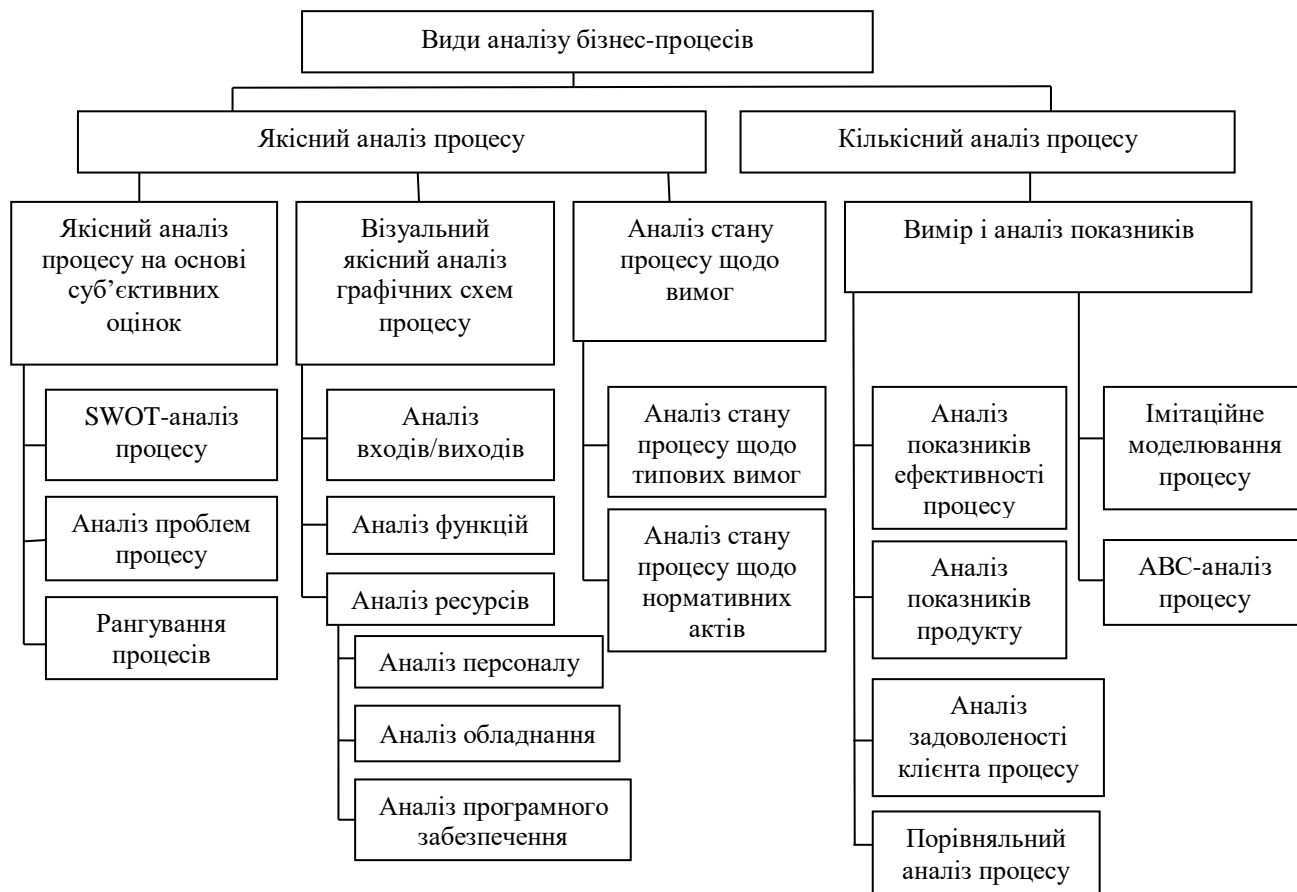 Види аналізу бізнес-процесів
Якісний аналіз процесу
Кількісний аналіз процесу
Якісний аналіз
процесу на основі
суб’єктивних
оцінок
Візуальний
якісний аналіз
графічних схем
процесу
Аналіз стану
процесу щодо
вимог
Вимір і аналіз показників
SWOT-аналіз
процесу
Аналіз проблем
процесу
Рангування
процесів
Аналіз
входів/виходів
Аналіз функцій
Аналіз ресурсів
Аналіз персоналу
Аналіз обладнання
Аналіз програмного
забезпечення
Аналіз стану
процесу щодо
типових вимог
Аналіз стану
процесу щодо
нормативних
актів
Аналіз
показників
ефективності
процесу
Аналіз
показників
продукту
Аналіз
задоволеності
клієнта процесу
Порівняльний
аналіз процесу
Імітаційне
моделювання
процесу
АВС-аналіз
процесу